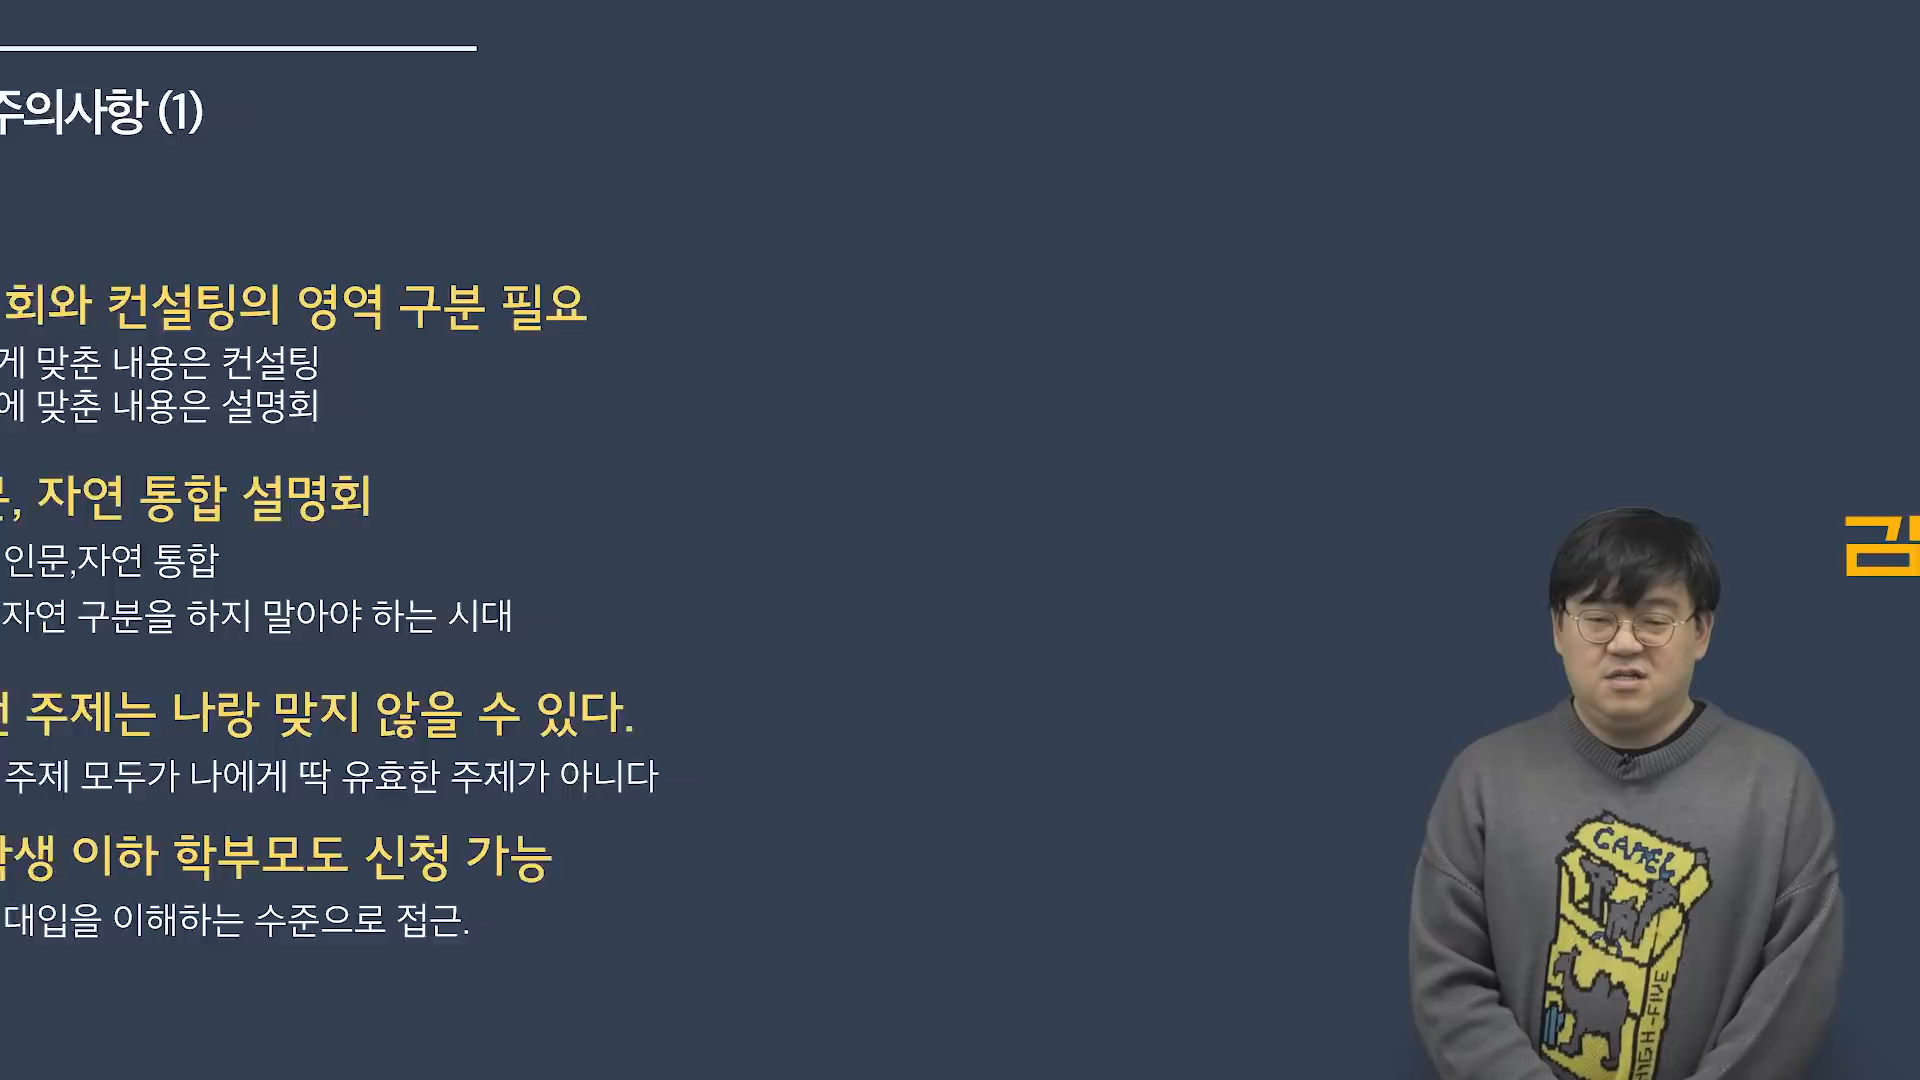 주의사항 (1)
회와 컨설팅의 영역 구분 필요
게 맞춘 내용은 컨설팅
에 맞춘 내용은 설명회
, 자연 통합 설명회
인문,자연 통합
자연 구분을 하지 말아야 하는 시대
주제는 나랑 맞지 않을 수 있다.
주제 모두가 나에게 딱 유효한 주제가 아니다
학생 이하 학부모도 신청 가능
대입을 이해하는 수준으로 접근.
CAMEL
HIGH-FIVE